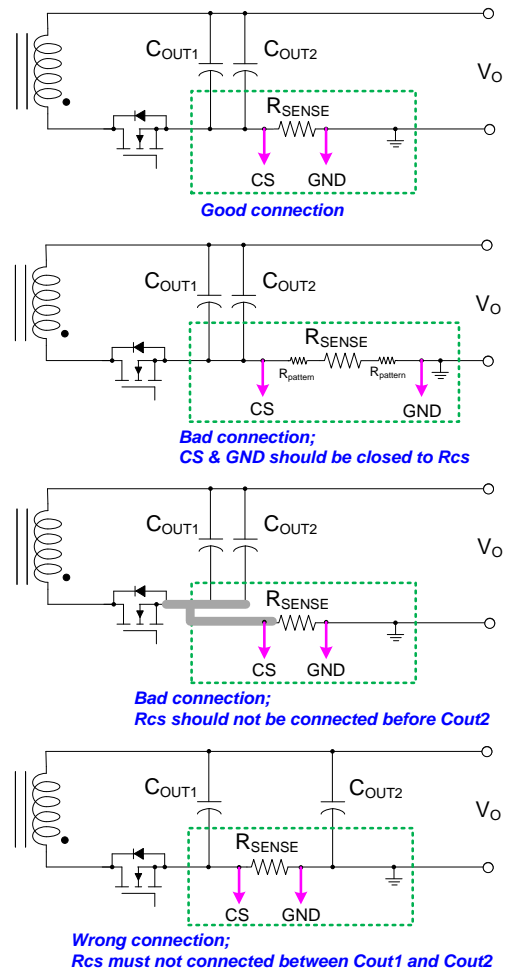 COUT1 COUT2
VO
RSENSE
CS GND
Good connection
COUT1 COUT2
VO
RSENSE
Rpattern Rpattern
CS GND
Bad connection;
CS & GND should be closed to Rcs
COUT1 COUT2
VO
RSENSE
CS GND
Bad connection;
Rcs should not be connected before Cout2
COUT1 COUT2
VO
RSENSE
CS GND
Wrong connection;
Rcs must not connected between Cout1 and Cout2